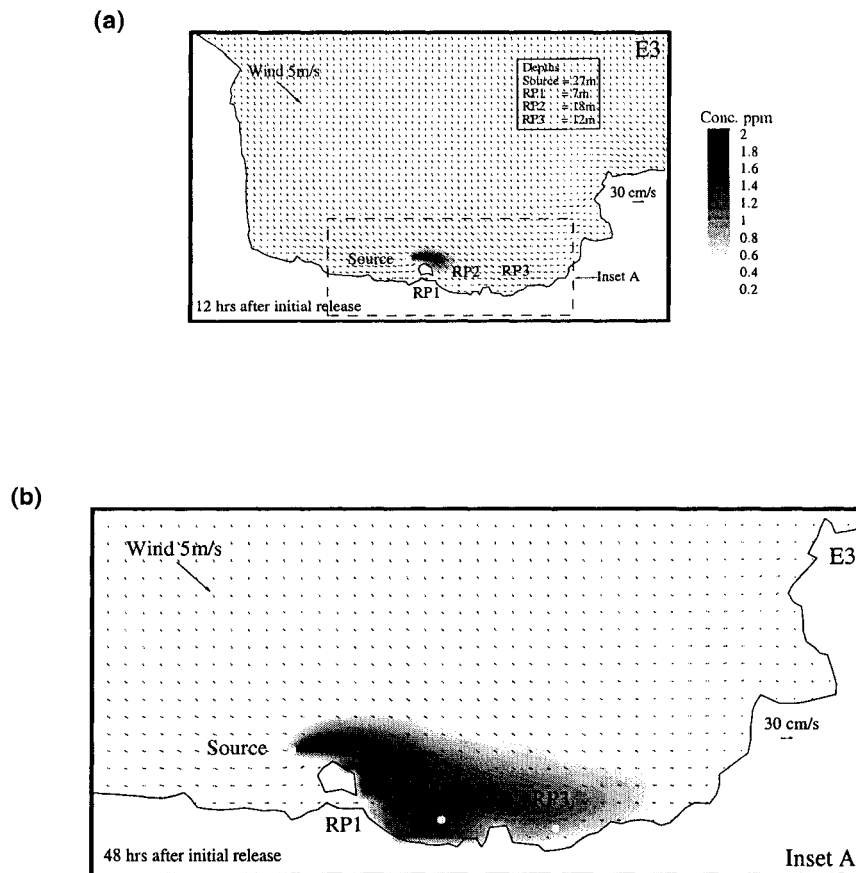 (a)
E3
Wind 5m/s
Depths
Source = 27m
RP1 = 7m
RP2 = 18m
RP3 = 12m
Conc. ppm
2
1.8
1.6
1.4
1.2
1
0.8
0.6
0.4
0.2
30 cm/s
Source
RP2
RP3
Inset A
RP1
12 hrs after initial release
(b)
Wind 5m/s
E3
30 cm/s
Source
RP3
RP1
48 hrs after initial release
Inset A